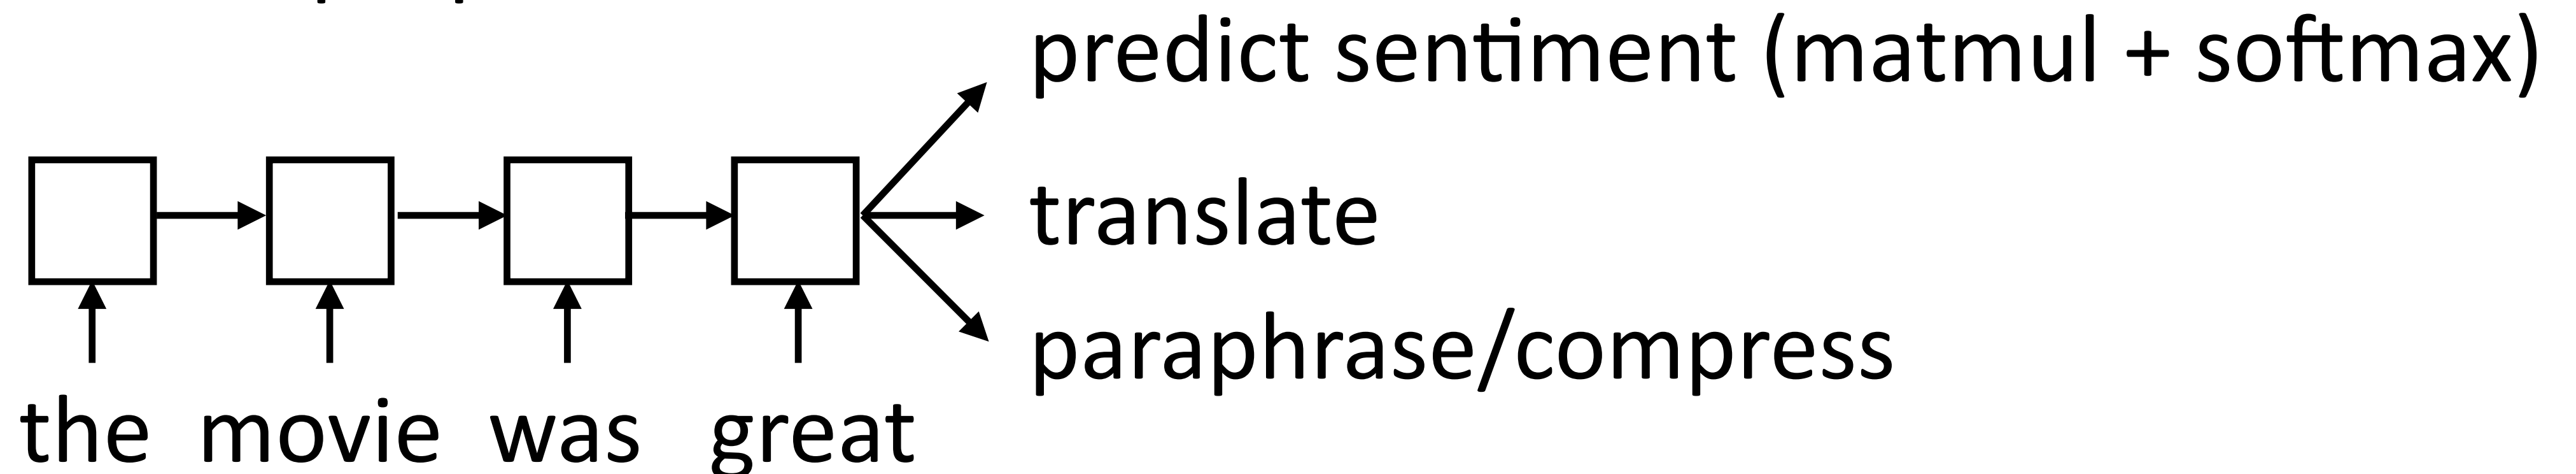 predict sentiment (matmul + softmax)
translate
paraphrase/compress
the movie was great